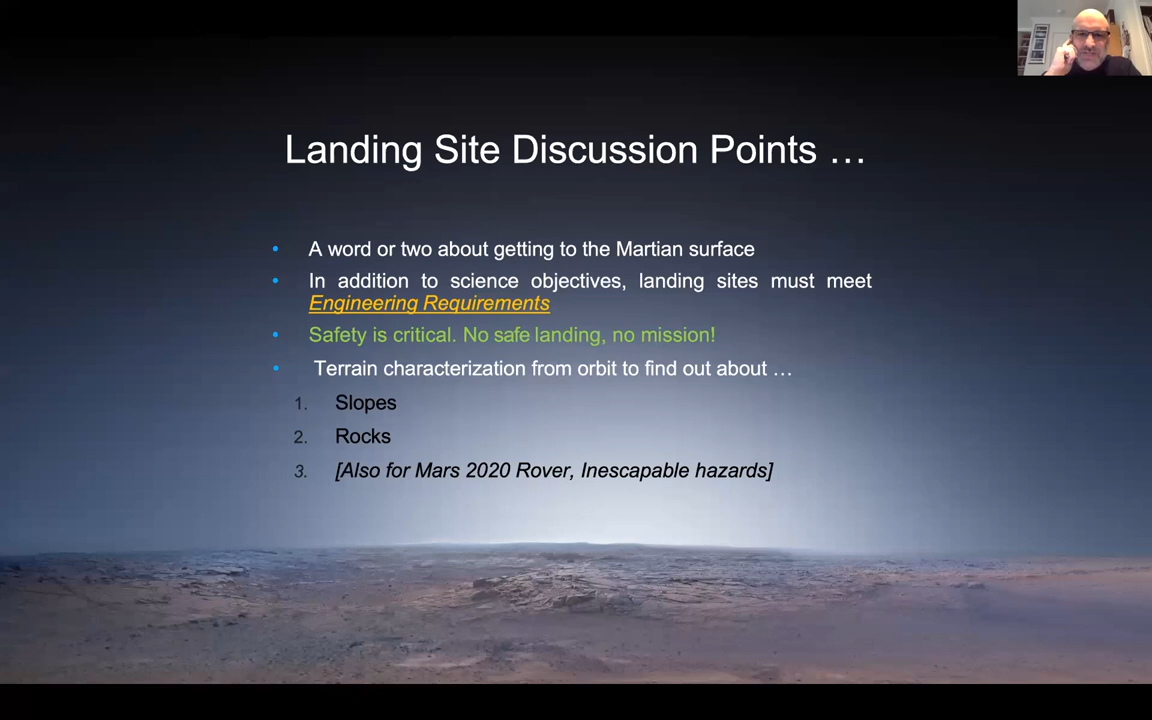 Landing Site Discussion Points …
• A word or two about getting to the Martian surface
• In addition to science objectives, landing sites must meet
Engineering Requirements
• Safety is critical. No safe landing, no mission!
• Terrain characterization from orbit to find out about …
1. Slopes
2. Rocks
3. [Also for Mars 2020 Rover, Inescapable hazards]